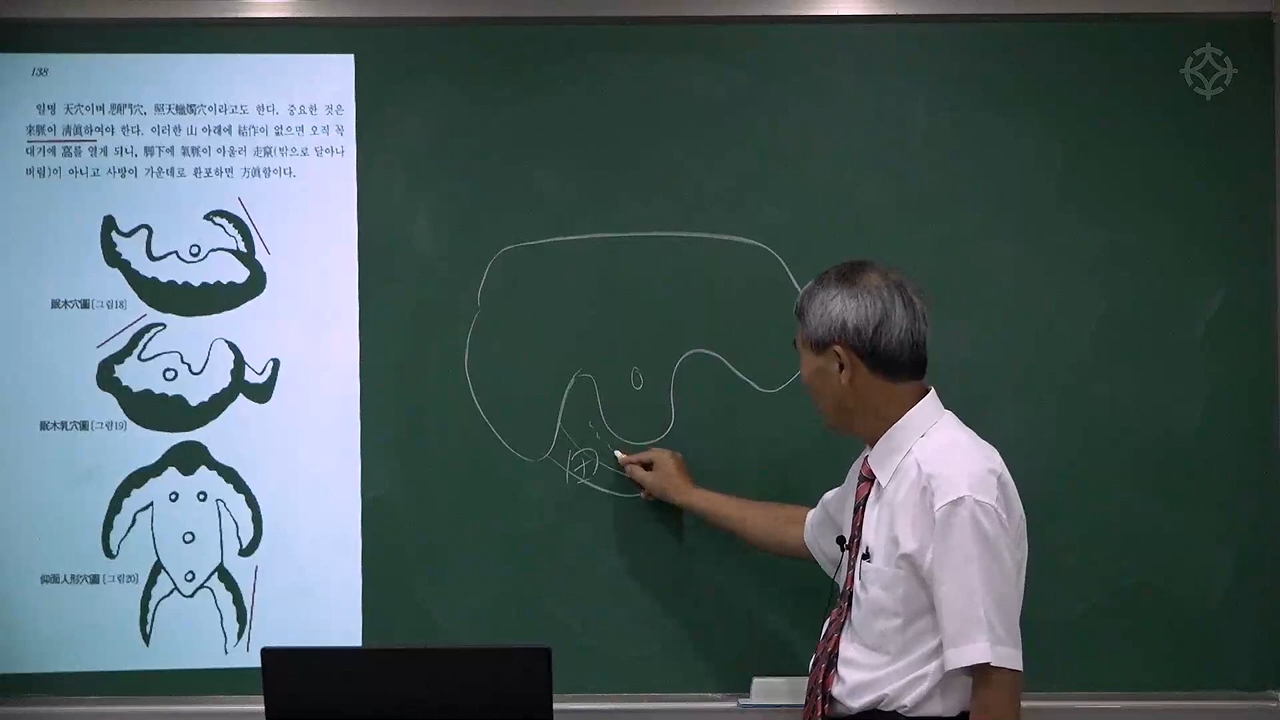 138
일명 天穴이며 顖門穴, 照天蠟燭穴이라고도 한다. 중요한 것은
來脈이 淸眞하여야 한다. 이러한 山 아래에 結作이 없으면 오직 꼭
대기에 窩를 열게 되니, 脚下에 氣脈이 아울러 走竄(밖으로 달아나
버림)이 아니고 사방이 가운데로 환포하면 方眞함이다.
眠木穴圖[그림18]
眠木乳穴圖[그림19]
仰面人形穴圖[그림20]